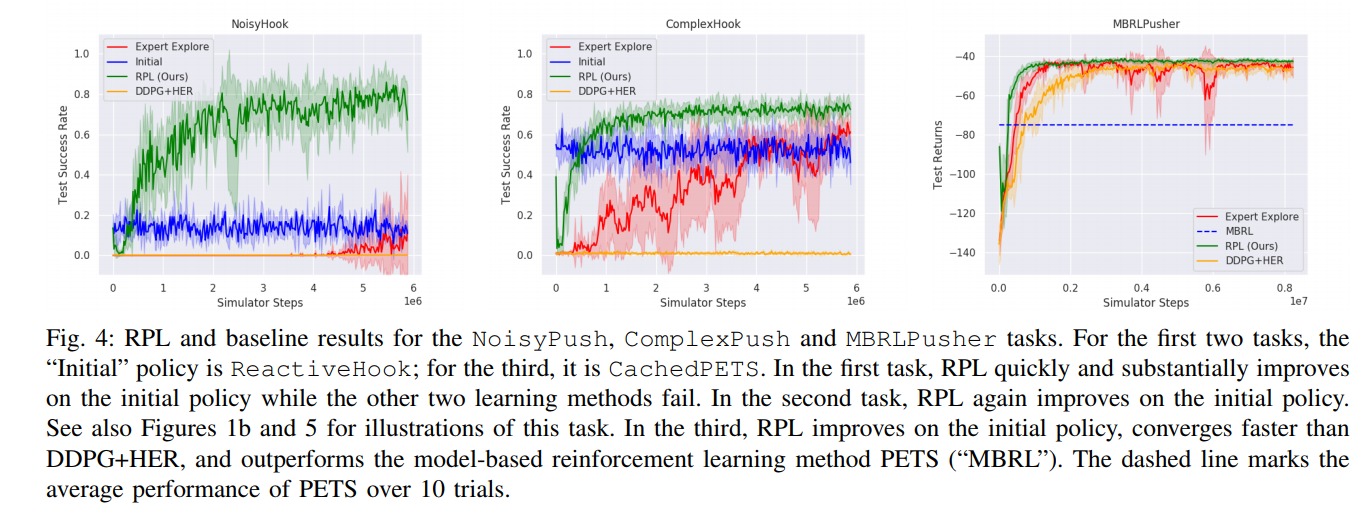 NoisyHook
Expert Explore
Initial
RPL (Ours)
DDPG+HER
1.0
0.8
0.6
0.4
0.2
0.0
Test Success Rate
0 1 2 3 4 5 6
1e6
Simulator Steps
ComplexHook
Expert Explore
Initial
RPL (Ours)
DDPG+HER
1.0
0.8
0.6
0.4
0.2
0.0
Test Success Rate
0 1 2 3 4 5 6
1e6
Simulator Steps
MBRLPusher
−40
−60
−80
−100
−120
−140
Test Returns
Expert Explore
MBRL
RPL (Ours)
DDPG+HER
0.0 0.2 0.4 0.6 0.8
1e7
Simulator Steps
Fig. 4: RPL and baseline results for the NoisyPush, ComplexPush and MBRLPusher tasks. For the first two tasks, the
“Initial” policy is ReactiveHook; for the third, it is CachedPETS. In the first task, RPL quickly and substantially improves
on the initial policy while the other two learning methods fail. In the second task, RPL again improves on the initial policy.
See also Figures 1b and 5 for illustrations of this task. In the third, RPL improves on the initial policy, converges faster than
DDPG+HER, and outperforms the model-based reinforcement learning method PETS (“MBRL”). The dashed line marks the
average performance of PETS over 10 trials.